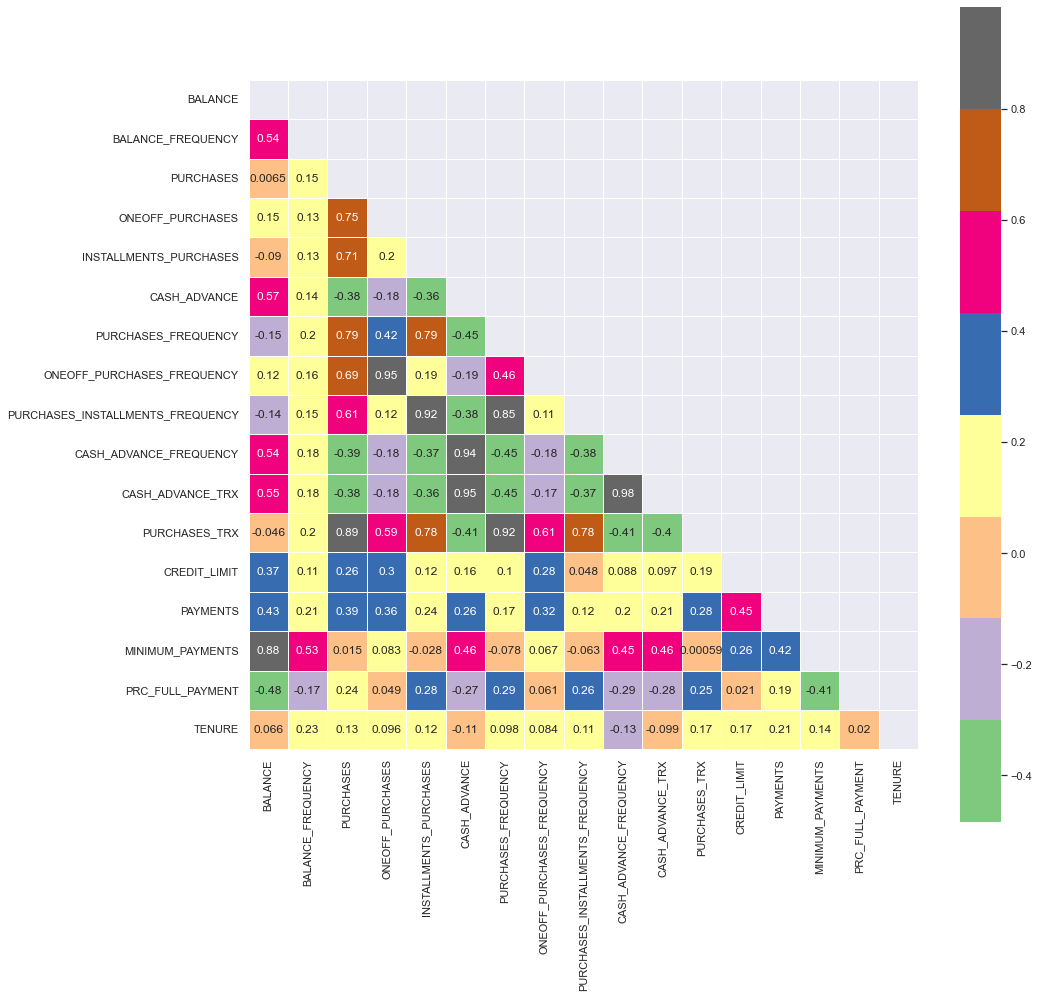 BALANCE
BALANCE_FREQUENCY 0.54
PURCHASES 0.0065 0.15
ONEOFF_PURCHASES 0.15 0.13 0.75
INSTALLMENTS_PURCHASES -0.09 0.13 0.71 0.2
CASH_ADVANCE 0.57 0.14 -0.38 -0.18 -0.36
PURCHASES_FREQUENCY -0.15 0.2 0.79 0.42 0.79 -0.45
ONEOFF_PURCHASES_FREQUENCY 0.12 0.16 0.69 0.95 0.19 -0.19 0.46
PURCHASES_INSTALLMENTS_FREQUENCY -0.14 0.15 0.61 0.12 0.92 -0.38 0.85 0.11
CASH_ADVANCE_FREQUENCY 0.54 0.18 -0.39 -0.18 -0.37 0.94 -0.45 -0.18 -0.38
CASH_ADVANCE_TRX 0.55 0.18 -0.38 -0.18 -0.36 0.95 -0.45 -0.17 -0.37 0.98
PURCHASES_TRX -0.046 0.2 0.89 0.59 0.78 -0.41 0.92 0.61 0.78 -0.41 -0.4
CREDIT_LIMIT 0.37 0.11 0.26 0.3 0.12 0.16 0.1 0.28 0.048 0.088 0.097 0.19
PAYMENTS 0.43 0.21 0.39 0.36 0.24 0.26 0.17 0.32 0.12 0.2 0.21 0.28 0.45
MINIMUM_PAYMENTS 0.88 0.53 0.015 0.083 -0.028 0.46 -0.078 0.067 -0.063 0.45 0.46 0.00059 0.26 0.42
PRC_FULL_PAYMENT -0.48 -0.17 0.24 0.049 0.28 -0.27 0.29 0.061 0.26 -0.29 -0.28 0.25 0.021 0.19 -0.41
TENURE 0.066 0.23 0.13 0.096 0.12 -0.11 0.098 0.084 0.11 -0.13 -0.099 0.17 0.17 0.21 0.14 0.02
BALANCE
BALANCE_FREQUENCY
PURCHASES
ONEOFF_PURCHASES
INSTALLMENTS_PURCHASES
CASH_ADVANCE
PURCHASES_FREQUENCY
ONEOFF_PURCHASES_FREQUENCY
PURCHASES_INSTALLMENTS_FREQUENCY
CASH_ADVANCE_FREQUENCY
CASH_ADVANCE_TRX
PURCHASES_TRX
CREDIT_LIMIT
PAYMENTS
MINIMUM_PAYMENTS
PRC_FULL_PAYMENT
TENURE
0.8
0.6
0.4
0.2
0.0
−0.2
−0.4